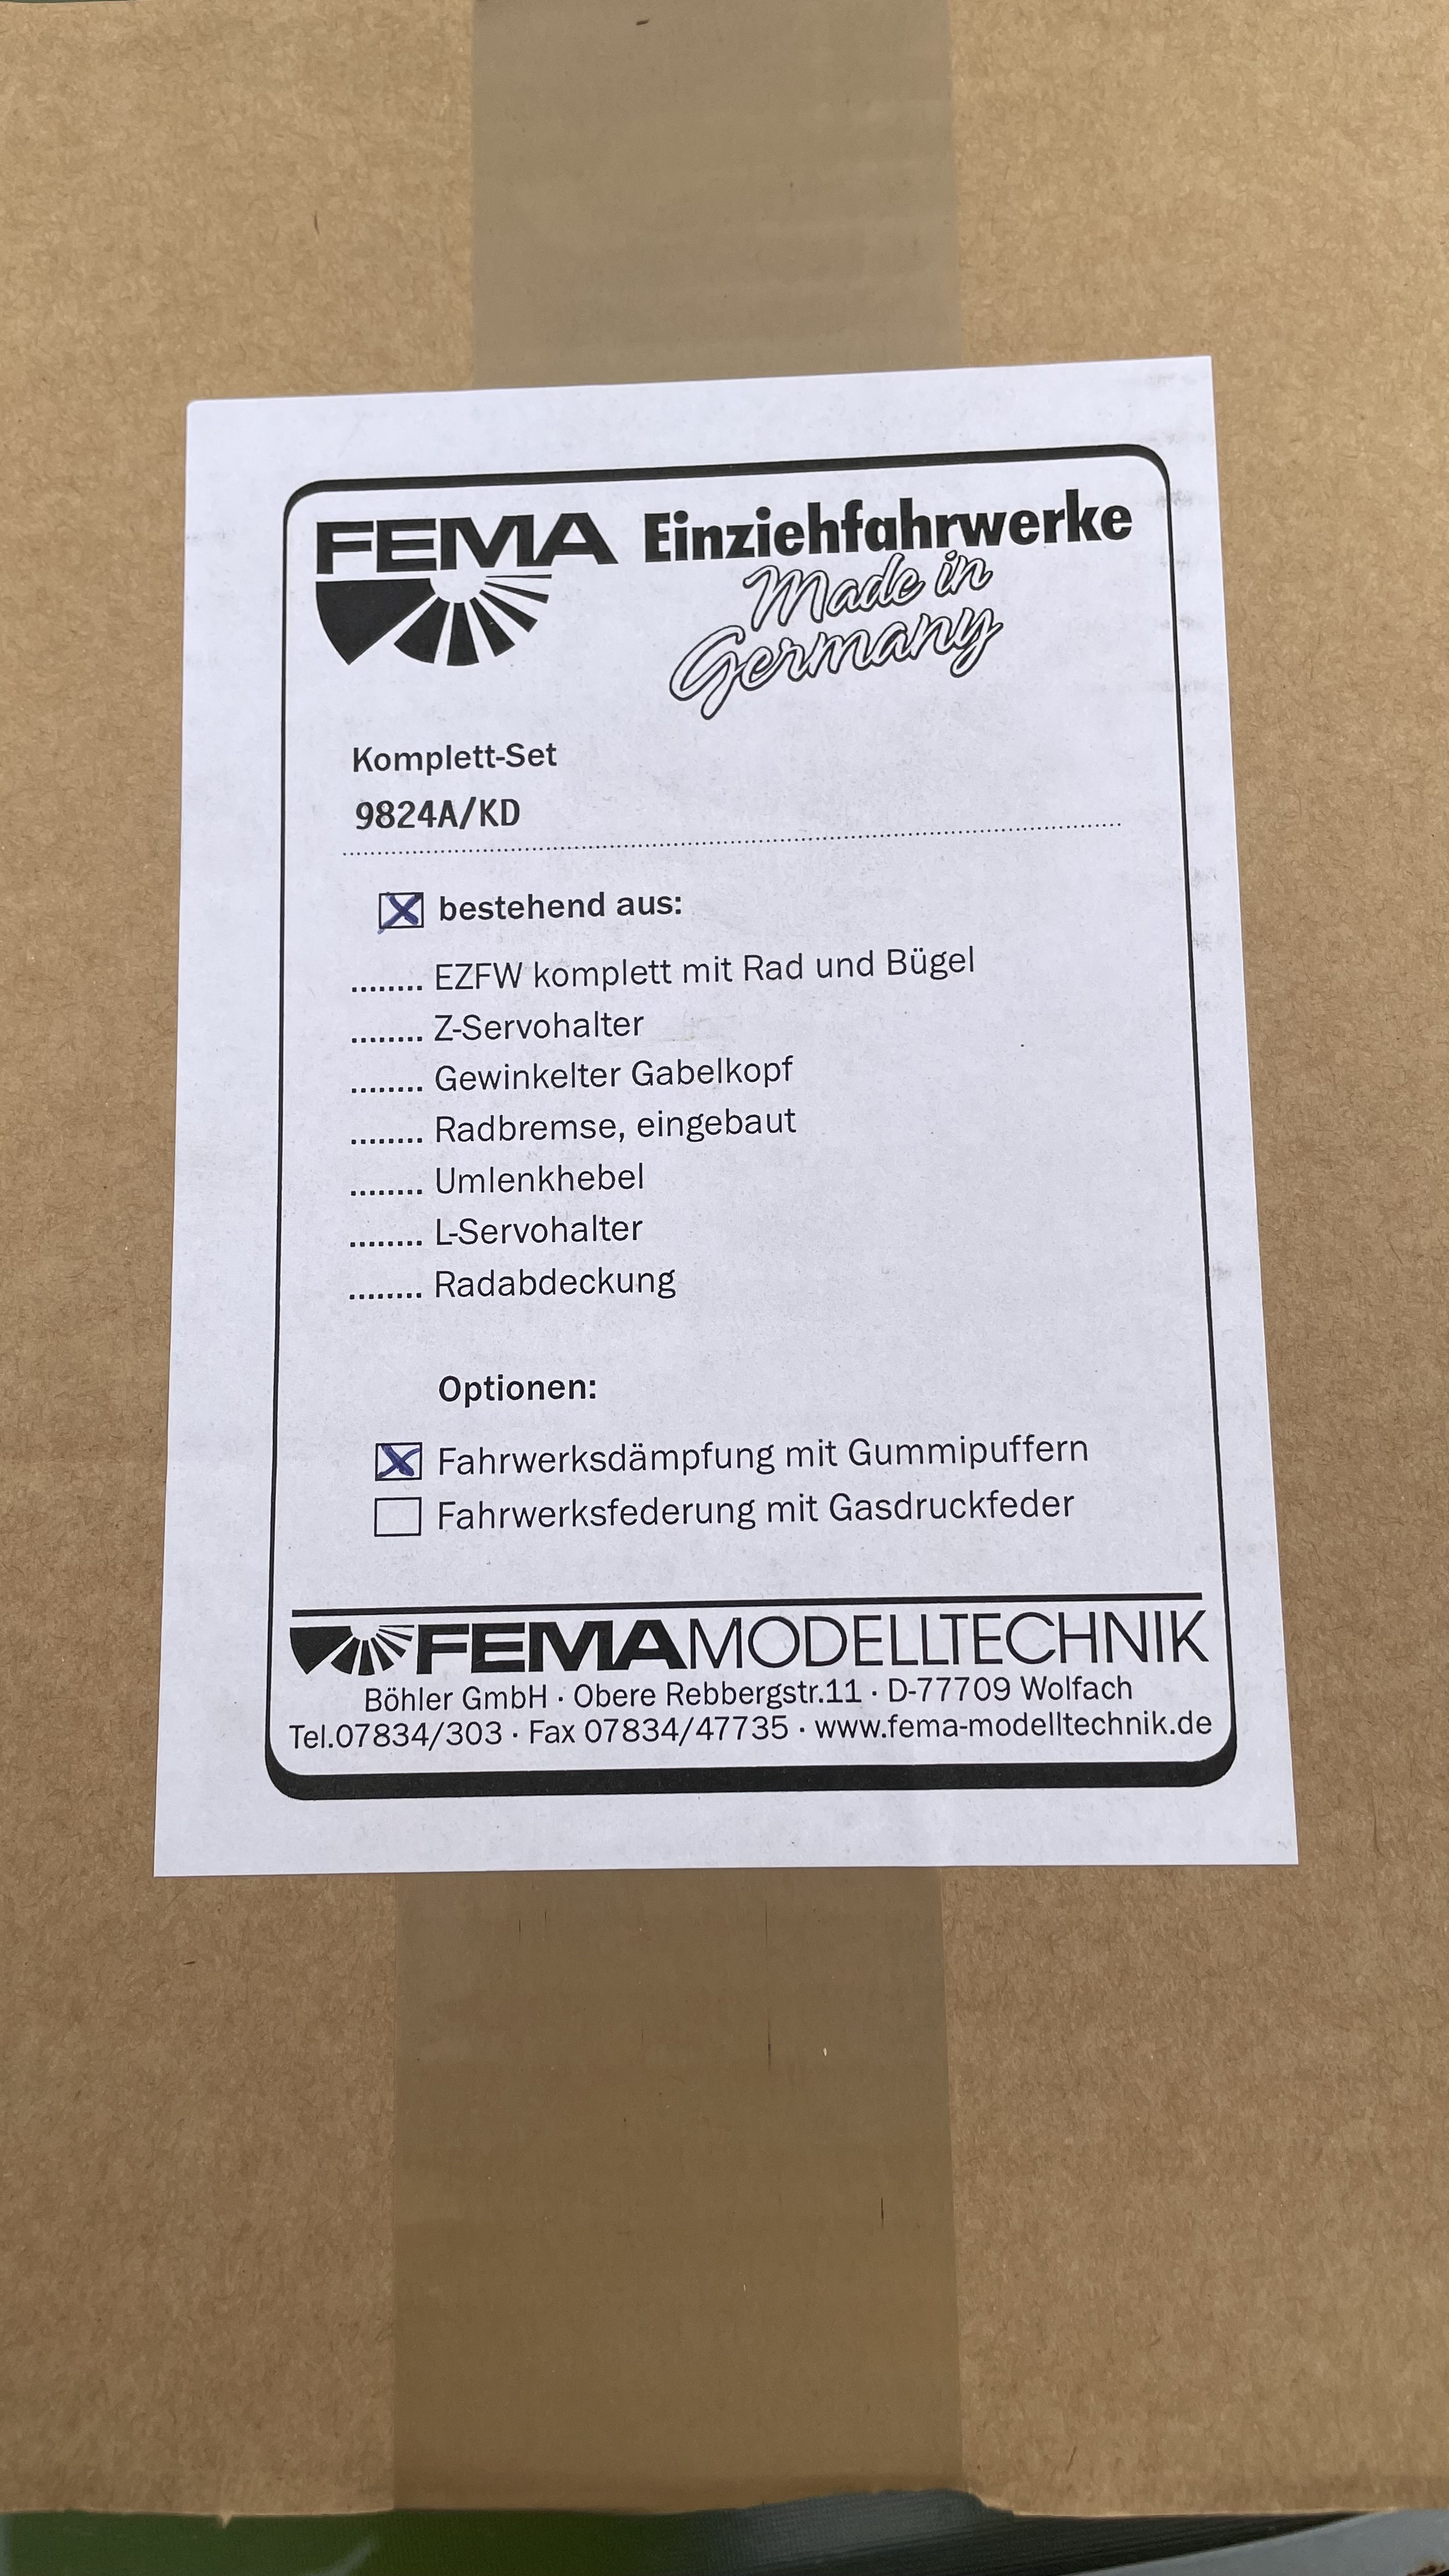 FEMA Einziehfahrwerke
Made in
Germany
Komplett-Set
9824A/KD
bestehend aus:
........ EZFW komplett mit Rad und Bügel
........ Z-Servohalter
........ Gewinkelter Gabelkopf
........ Radbremse, eingebaut
........ Umlenkhebel
........ L-Servohalter
........ Radabdeckung
Optionen:
Fahrwerksdämpfung mit Gummipuffern
Fahrwerksfederung mit Gasdruckfeder
FEMAMODELLTECHNIK
Böhler GmbH · Obere Rebbergstr.11 · D-77709 Wolfach
Tel.07834/303 · Fax 07834/47735 · www.fema-modelltechnik.de